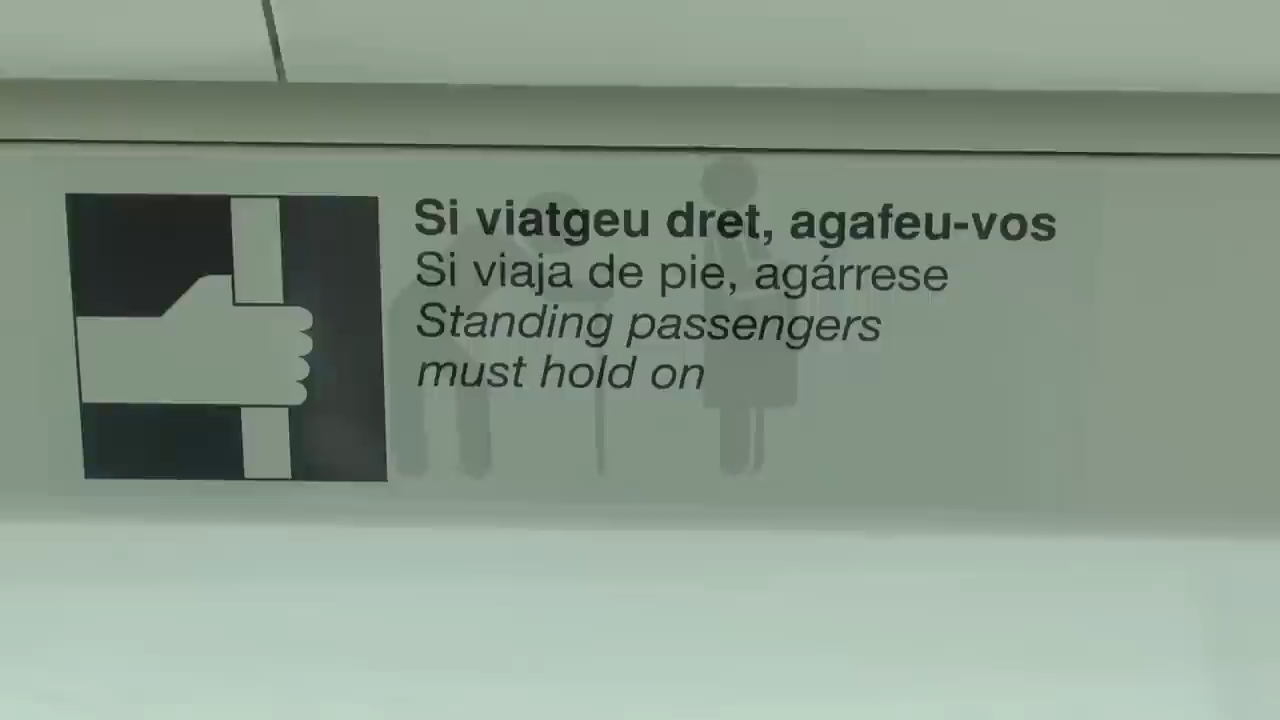 Si viatgeu dret, agafeu-vos
Si viaja de pie, agárrese
Standing passengers
must hold on